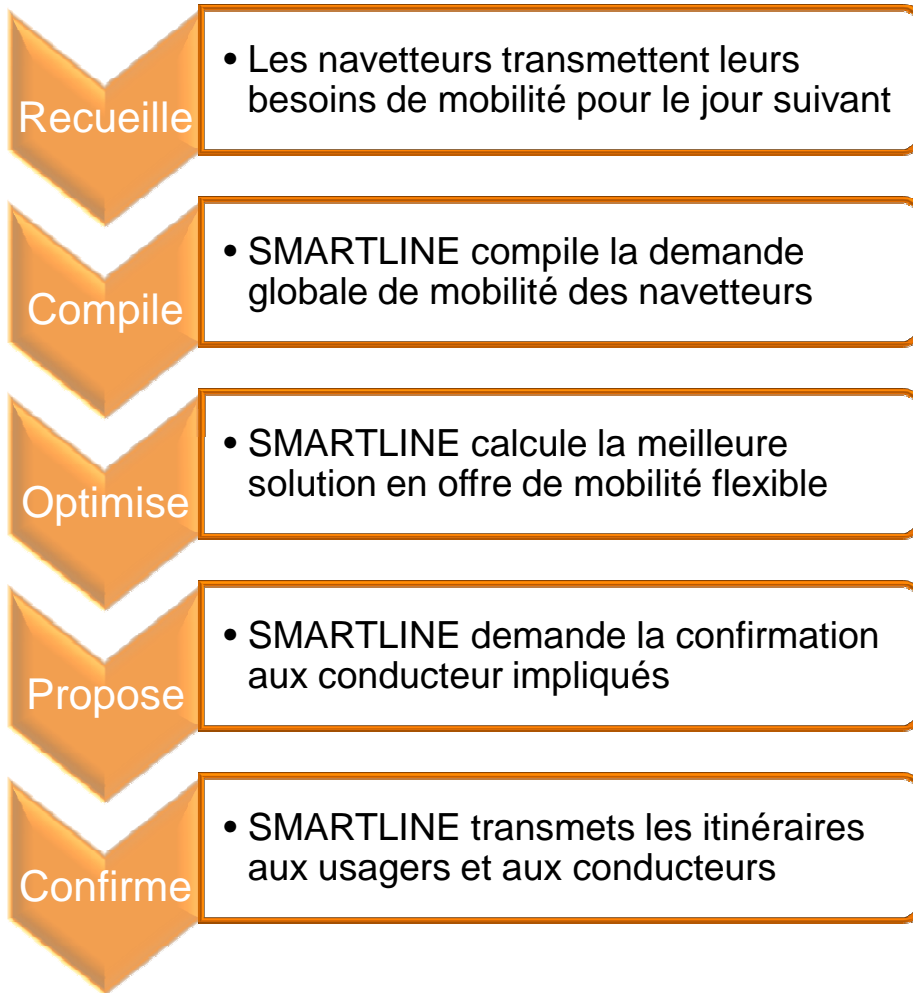 Recueille
• Les navetteurs transmettent leurs
besoins de mobilité pour le jour suivant
Compile
• SMARTLINE compile la demande
globale de mobilité des navetteurs
Optimise
• SMARTLINE calcule la meilleure
solution en offre de mobilité flexible
Propose
• SMARTLINE demande la confirmation
aux conducteur impliqués
Confirme
• SMARTLINE transmets les itinéraires
aux usagers et aux conducteurs